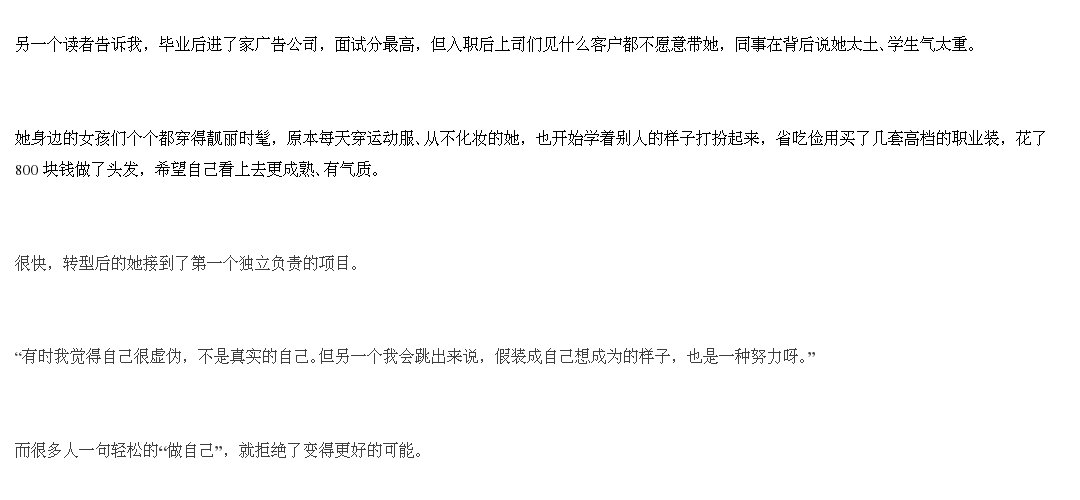 另一个读者告诉我，毕业后进了家广告公司，面试分最高，但入职后上司们见什么客户都不愿意带她，同事在背后说她太土、学生气太重。
她身边的女孩们个个都穿得靓丽时髦，原本每天穿运动服、从不化妆的她，也开始学着别人的样子打扮起来，省吃俭用买了几套高档的职业装，花了
800 块钱做了头发，希望自己看上去更成熟、有气质。
很快，转型后的她接到了第一个独立负责的项目。
“有时我觉得自己很虚伪，不是真实的自己。但另一个我会跳出来说，假装成自己想成为的样子，也是一种努力呀。”
而很多人一句轻松的“做自己”，就拒绝了变得更好的可能。